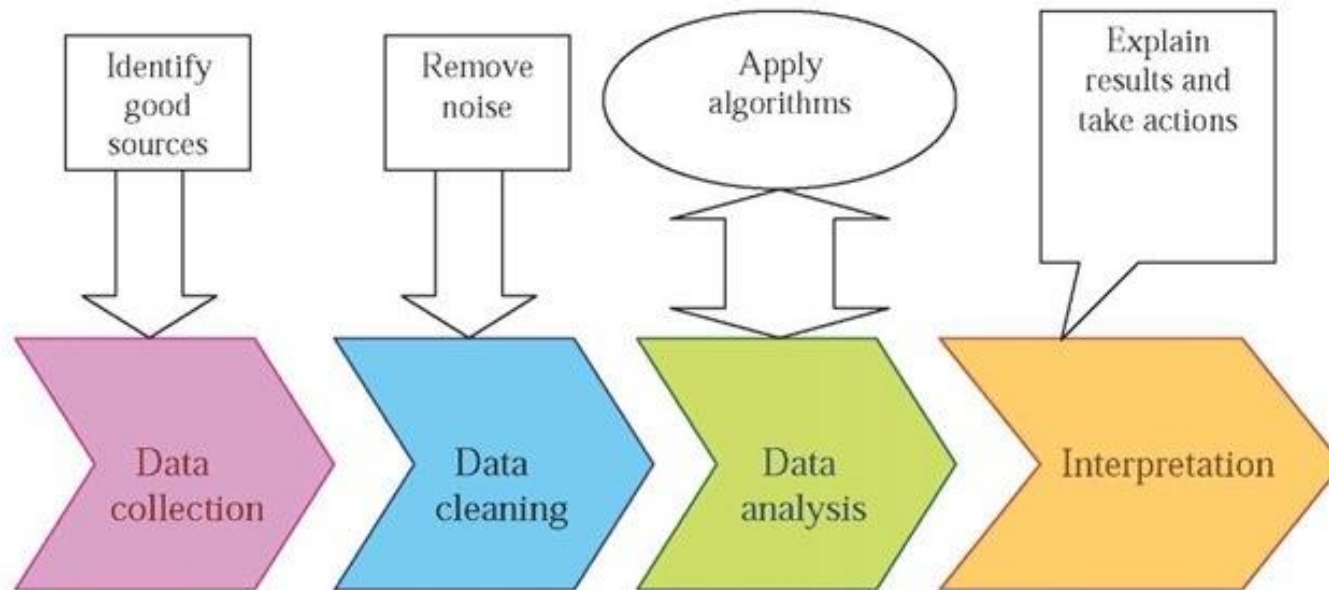 Identify
good
sources
Remove
noise
Apply
algorithms
Explain
results and
take actions
Data
collection
Data
cleaning
Data
analysis
Interpretation